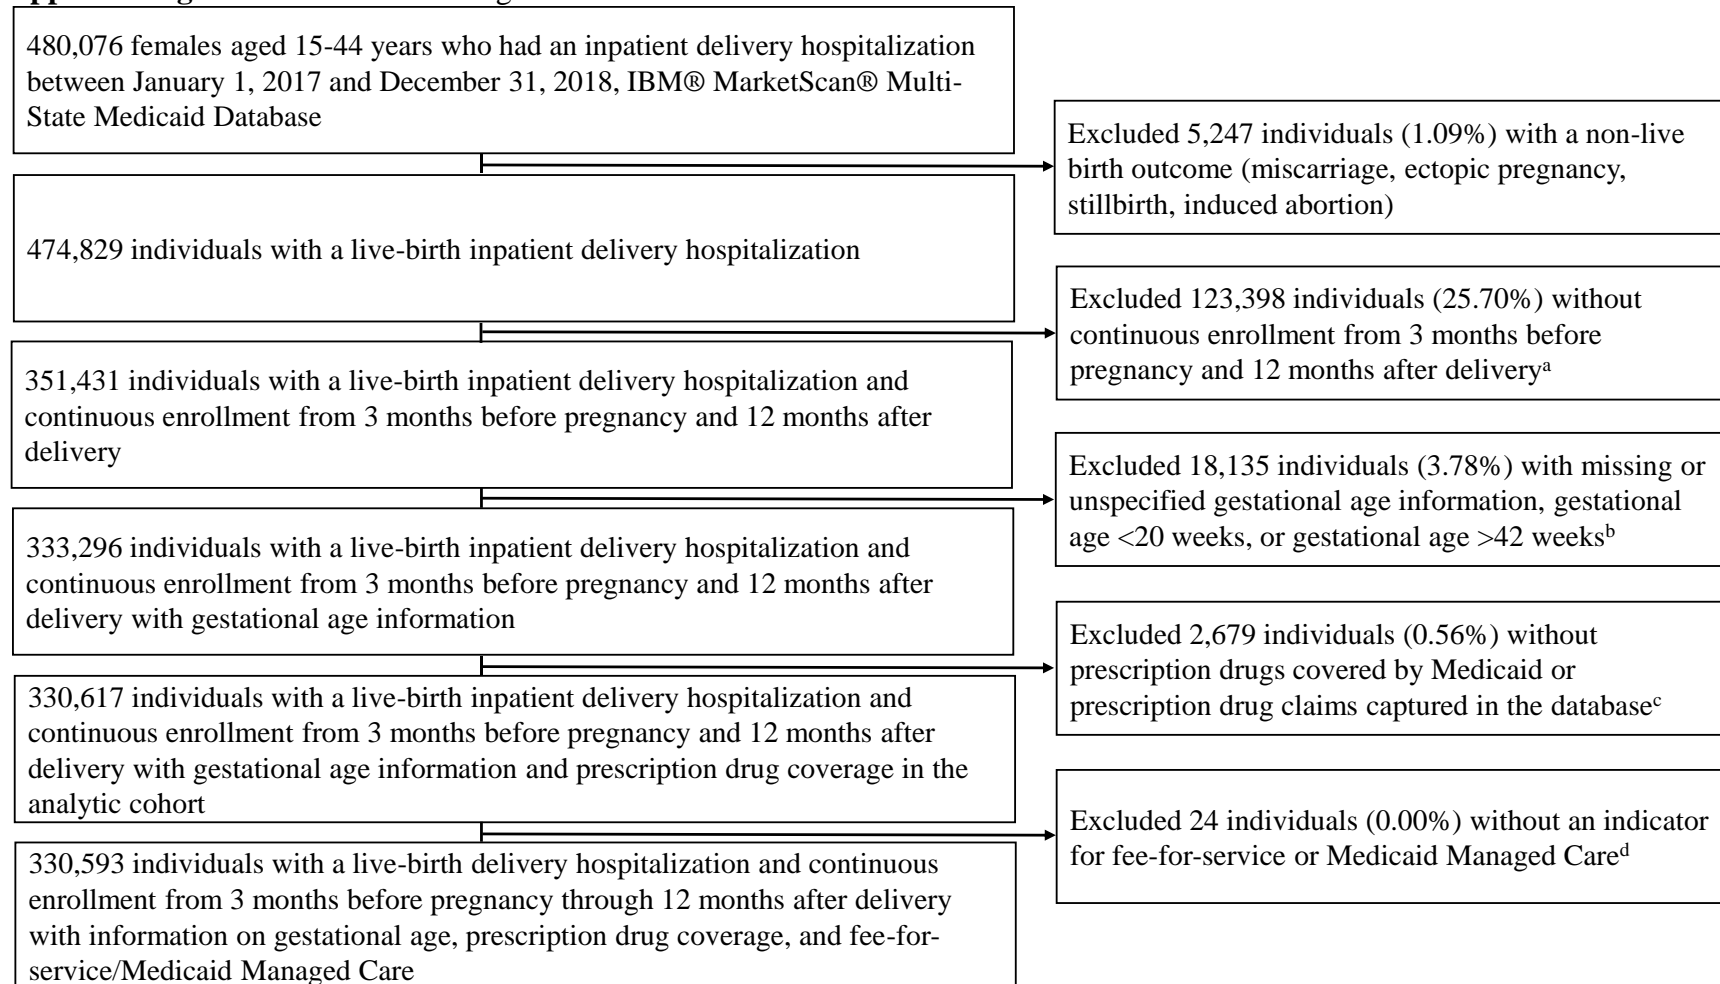 480,076 females aged 15-44 years who had an inpatient delivery hospitalization
between January 1, 2017 and December 31, 2018, IBM® MarketScan® Multi-
State Medicaid Database
Excluded 5,247 individuals (1.09%) with a non-live
birth outcome (miscarriage, ectopic pregnancy,
stillbirth, induced abortion)
474,829 individuals with a live-birth inpatient delivery hospitalization
Excluded 123,398 individuals (25.70%) without
continuous enrollment from 3 months before
pregnancy and 12 months after deliveryᵃ
351,431 individuals with a live-birth inpatient delivery hospitalization and
continuous enrollment from 3 months before pregnancy and 12 months after
delivery
Excluded 18,135 individuals (3.78%) with missing or
unspecified gestational age information, gestational
age <20 weeks, or gestational age >42 weeksᵇ
333,296 individuals with a live-birth inpatient delivery hospitalization and
continuous enrollment from 3 months before pregnancy and 12 months after
delivery with gestational age information
Excluded 2,679 individuals (0.56%) without
prescription drugs covered by Medicaid or
prescription drug claims captured in the databaseᶜ
330,617 individuals with a live-birth inpatient delivery hospitalization and
continuous enrollment from 3 months before pregnancy and 12 months after
delivery with gestational age information and prescription drug coverage in the
analytic cohort
Excluded 24 individuals (0.00%) without an indicator
for fee-for-service or Medicaid Managed Careᵈ
330,593 individuals with a live-birth delivery hospitalization and continuous
enrollment from 3 months before pregnancy through 12 months after delivery
with information on gestational age, prescription drug coverage, and fee-for-
service/Medicaid Managed Care